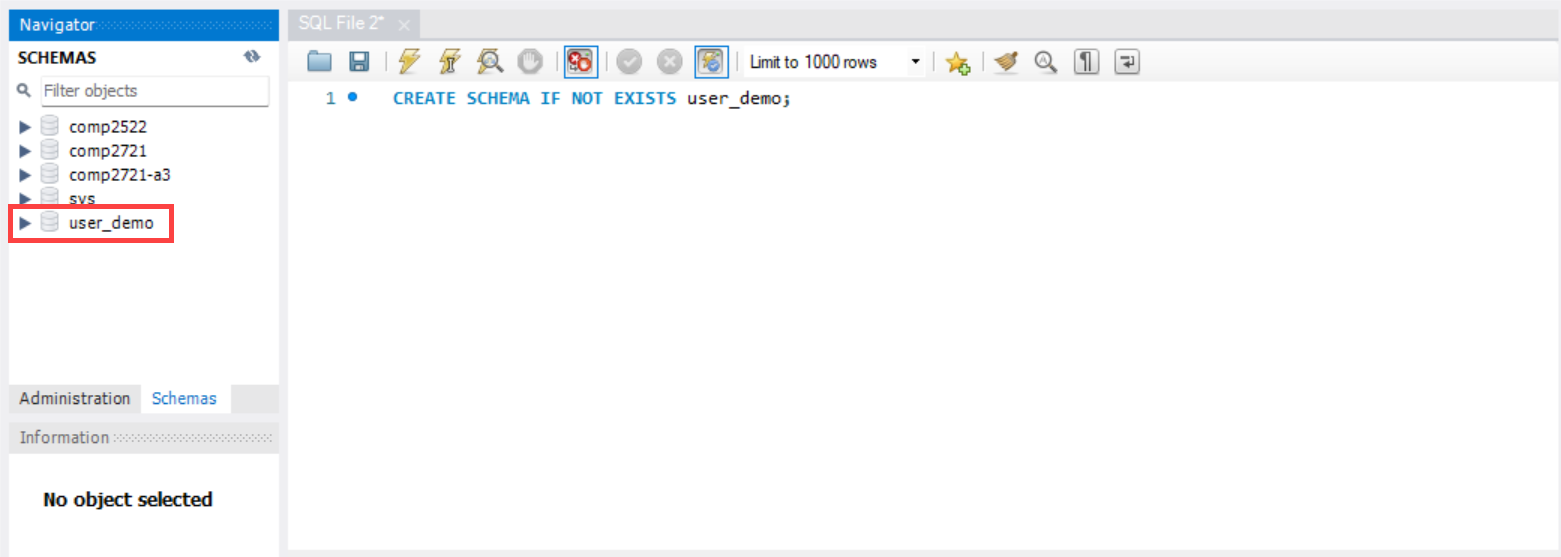 Navigator
SCHEMAS
Filter objects
comp2522
comp2721
comp2721-a3
sys
user_demo
Administration Schemas
Information
No object selected
SQL File 2*
Limit to 1000 rows
1 CREATE SCHEMA IF NOT EXISTS user_demo;